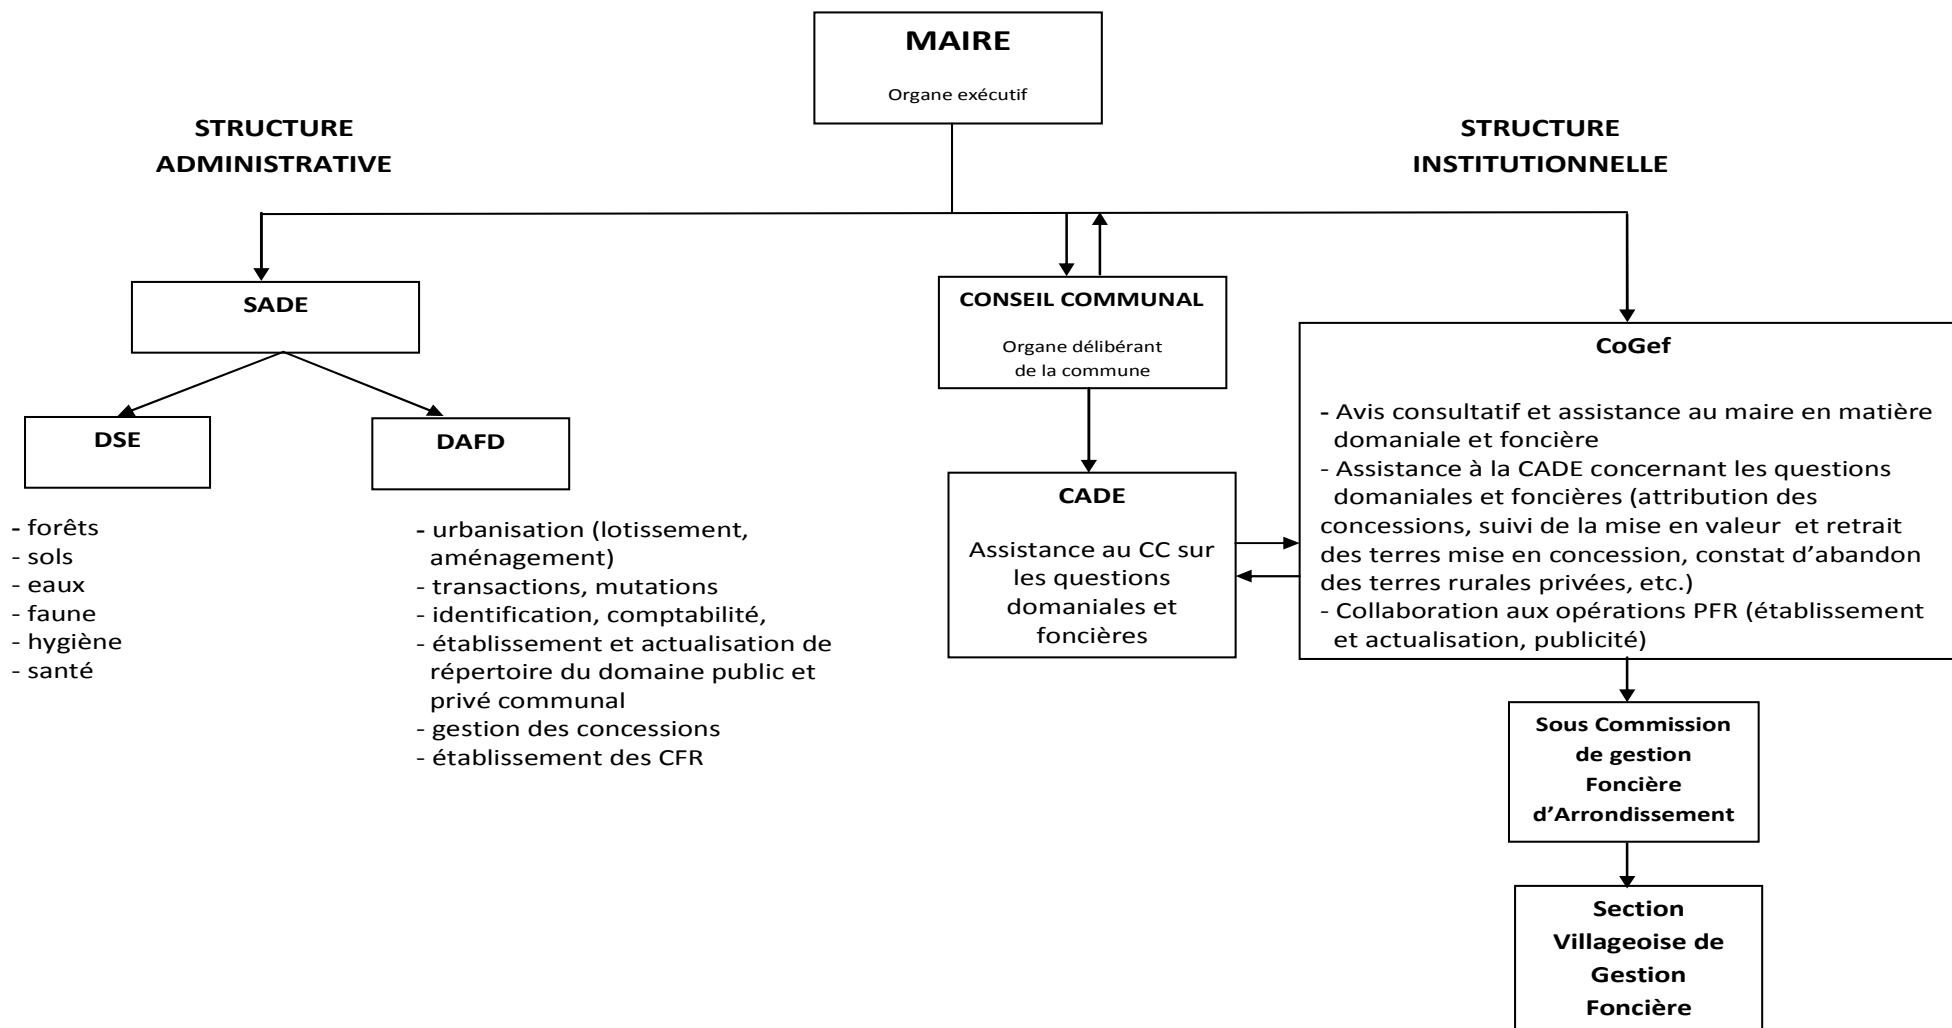 MAIRE
Organe exécutif
STRUCTURE
ADMINISTRATIVE
STRUCTURE
INSTITUTIONNELLE
SADE
DSE
- forêts
- sols
- eaux
- faune
- hygiène
- santé
DAFD
- urbanisation (lotissement,
aménagement)
- transactions, mutations
- identification, comptabilité,
- établissement et actualisation de
répertoire du domaine public et
privé communal
- gestion des concessions
- établissement des CFR
CONSEIL COMMUNAL
Organe délibérant
de la commune
CADE
Assistance au CC sur
les questions
domaniales et
foncières
CoGef
- Avis consultatif et assistance au maire en matière
domaniale et foncière
- Assistance à la CADE concernant les questions
domaniales et foncières (attribution des
concessions, suivi de la mise en valeur et retrait
des terres mise en concession, constat d’abandon
des terres rurales privées, etc.)
- Collaboration aux opérations PFR (établissement
et actualisation, publicité)
Sous Commission
de gestion
Foncière
d’Arrondissement
Section
Villageoise de
Gestion
Foncière